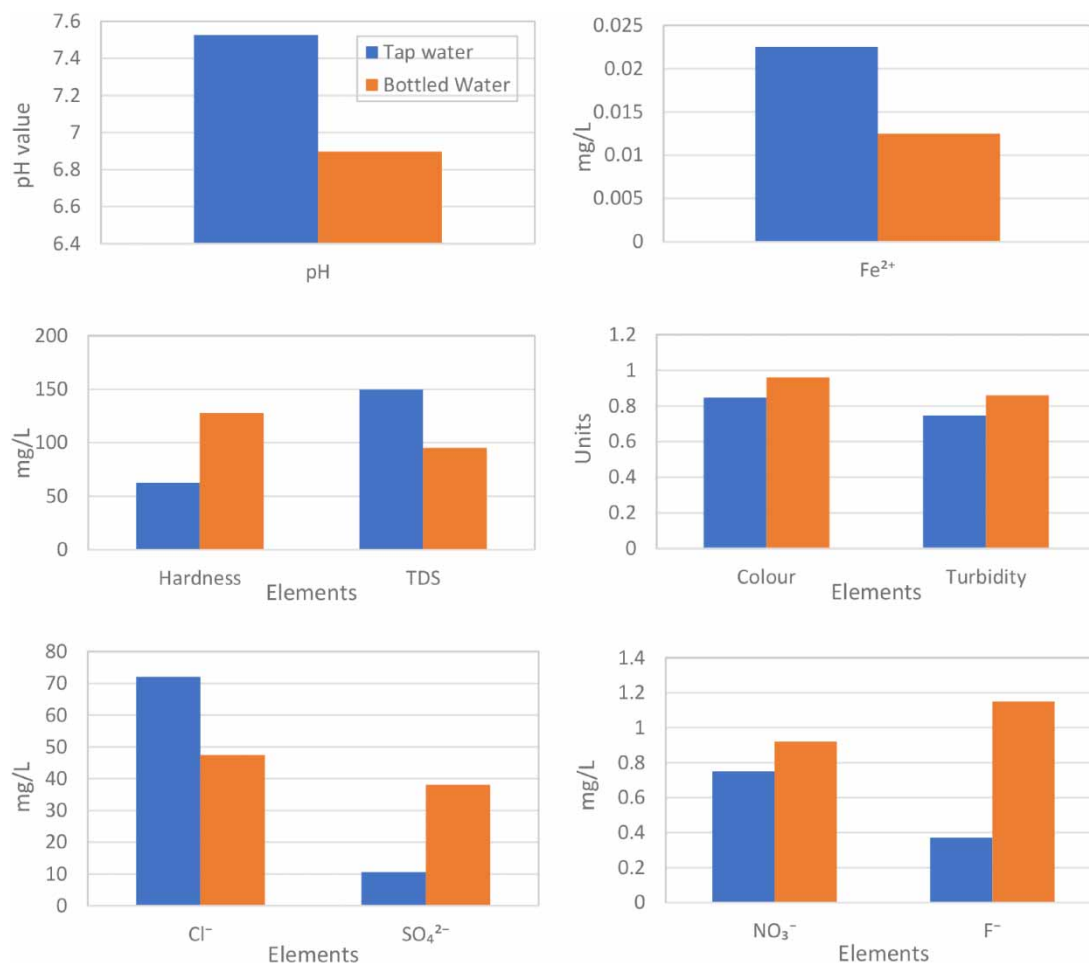 7.6
7.4
7.2
7
6.8
6.6
6.4
pH value
Tap water
Bottled Water
pH
0.025
0.02
0.015
0.01
0.005
0
mg/L
Fe²⁺
200
150
100
50
0
mg/L
Hardness
TDS
Elements
1.2
1
0.8
0.6
0.4
0.2
0
Units
Colour
Turbidity
Elements
80
70
60
50
40
30
20
10
0
mg/L
Cl⁻
SO₄²⁻
Elements
1.4
1.2
1
0.8
0.6
0.4
0.2
0
mg/L
NO₃⁻
F⁻
Elements